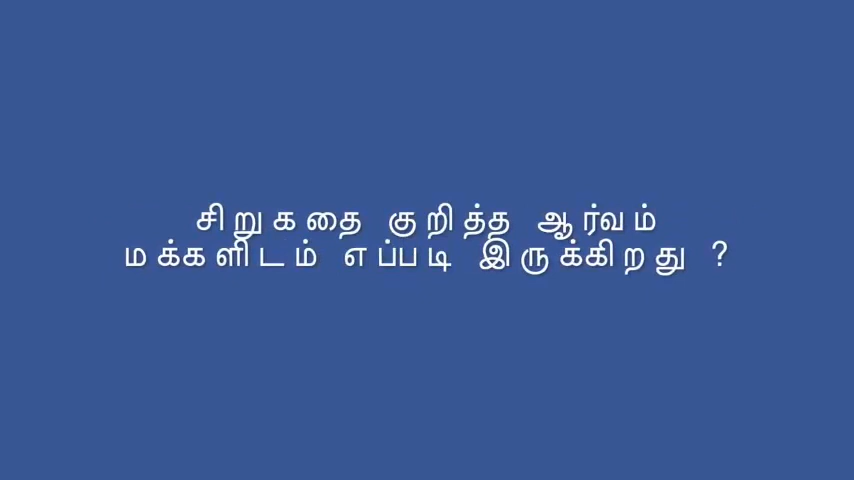 சிறுகதை குறித்த ஆர்வம்
மக்களிடம் எப்படி இருக்கிறது ?